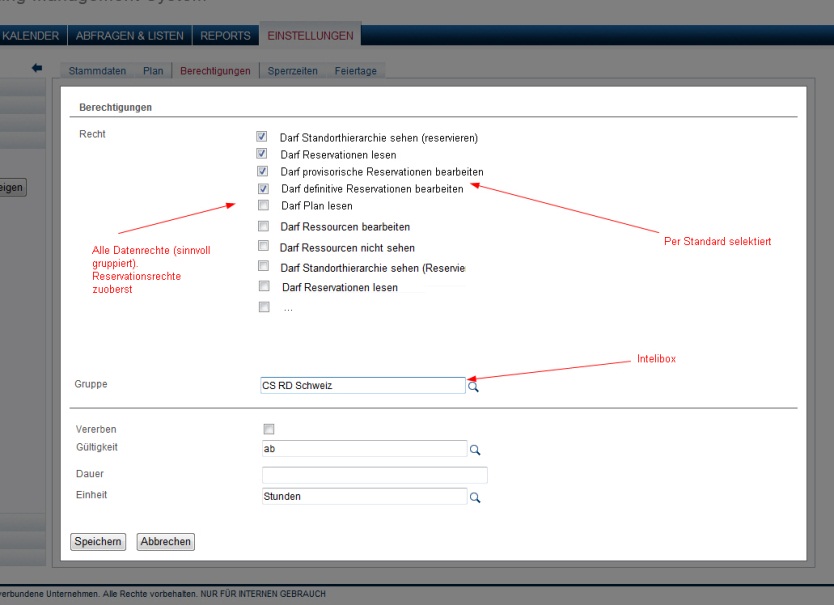 Management System
KALENDER ABFRAGEN & LISTEN REPORTS EINSTELLUNGEN
Stammdaten Plan Berechtigungen Sperrzeiten Feiertage
Berechtigungen
Recht
Darf Standorthierarchie sehen (reservieren)
Darf Reservationen lesen
Darf provisorische Reservationen bearbeiten
Darf definitive Reservationen bearbeiten
Darf Plan lesen
Darf Ressourcen bearbeiten
Darf Ressourcen nicht sehen
Darf Standorthierarchie sehen (Reservie
Darf Reservationen lesen
...
eigen
Alle Datenrechte (sinnvoll
gruppiert).
Reservationsrechte
zuoberst
Per Standard selektiert
Intelibox
Gruppe CS RD Schweiz
Vererben
Gültigkeit ab
Dauer
Einheit Stunden
Speichern Abbrechen
verbundene Unternehmen. Alle Rechte vorbehalten. NUR FÜR INTERNEN GEBRAUCH